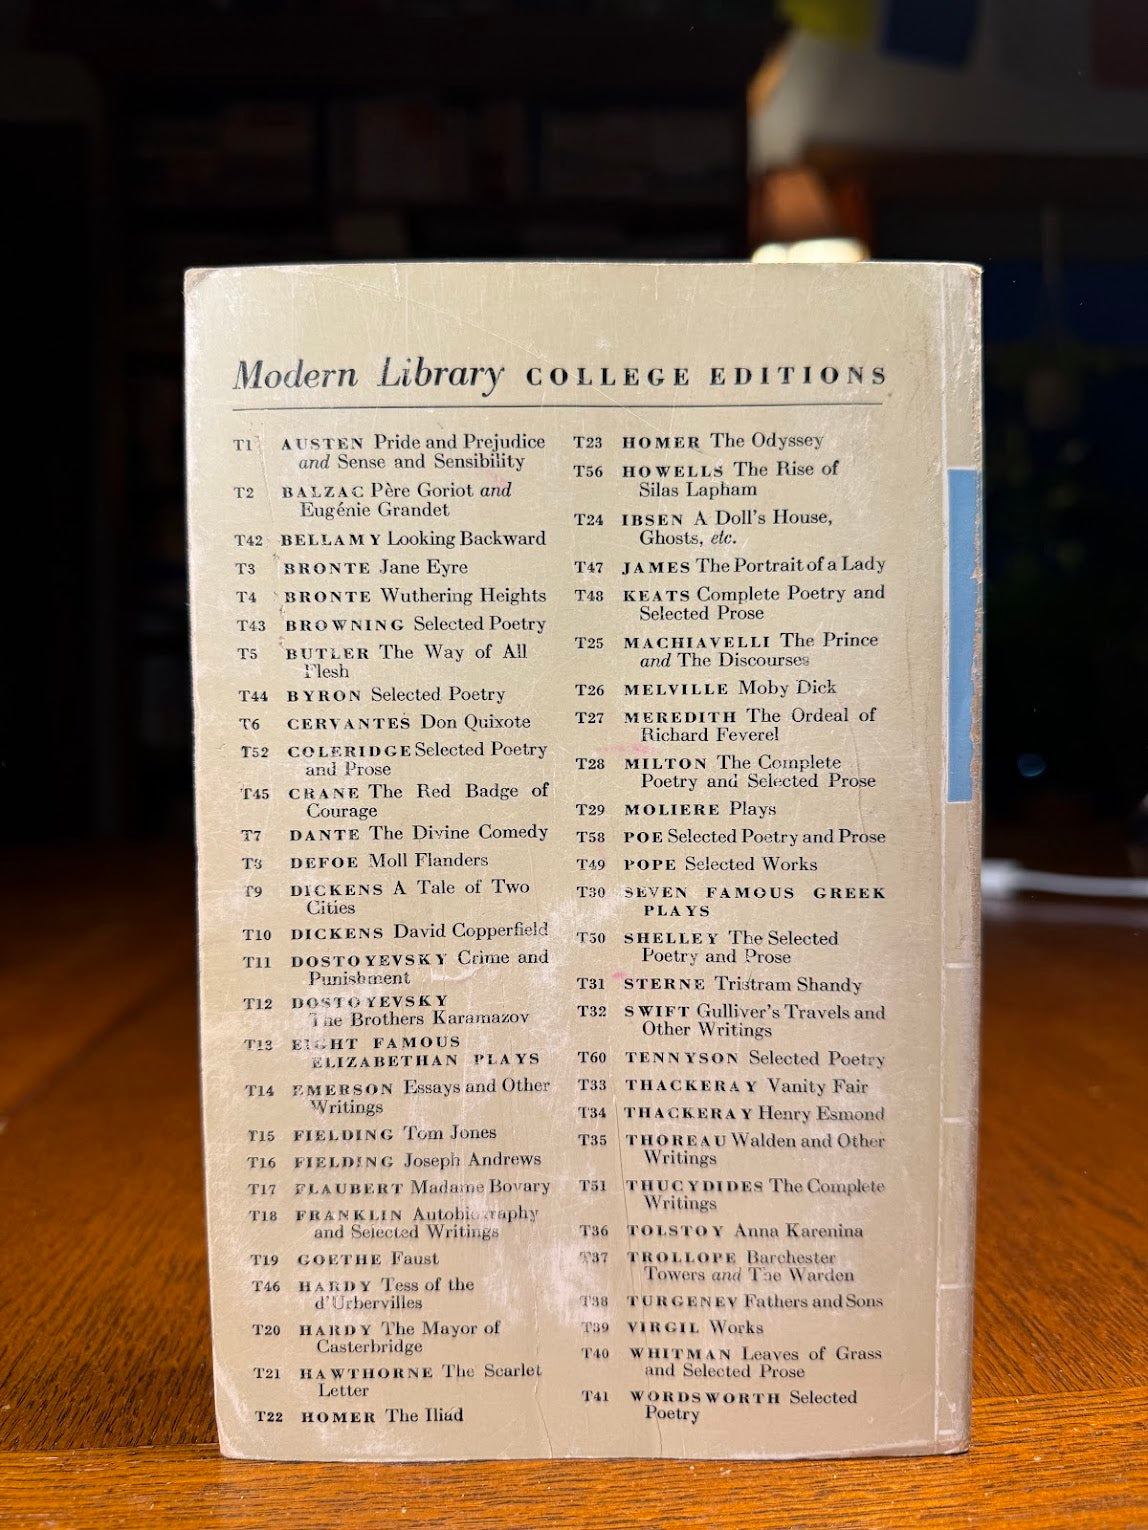 Modern Library COLLEGE EDITIONS
T1 AUSTEN Pride and Prejudice
and Sense and Sensibility
T2 BALZAC Père Goriot and
Eugénie Grandet
T42 BELLAMY Looking Backward
T3 BRONTE Jane Eyre
T4 BRONTE Wuthering Heights
T43 BROWNING Selected Poetry
T5 BUTLER The Way of All
Flesh
T44 BYRON Selected Poetry
T6 CERVANTES Don Quixote
T52 COLERIDGE Selected Poetry
and Prose
T45 CRANE The Red Badge of
Courage
T7 DANTE The Divine Comedy
T8 DEFOE Moll Flanders
T9 DICKENS A Tale of Two
Cities
T10 DICKENS David Copperfield
T11 DOSTOYEVSKY Crime and
Punishment
T12 DOSTOYEVSKY
The Brothers Karamazov
T13 EIGHT FAMOUS
ELIZABETHAN PLAYS
T14 EMERSON Essays and Other
Writings
T15 FIELDING Tom Jones
T16 FIELDING Joseph Andrews
T17 FLAUBERT Madame Bovary
T18 FRANKLIN Autobiography
and Selected Writings
T19 GOETHE Faust
T46 HARDY Tess of the
d'Urbervilles
T20 HARDY The Mayor of
Casterbridge
T21 HAWTHORNE The Scarlet
Letter
T22 HOMER The Iliad
T23 HOMER The Odyssey
T56 HOWELLS The Rise of
Silas Lapham
T24 IBSEN A Doll's House,
Ghosts, etc.
T47 JAMES The Portrait of a Lady
T48 KEATS Complete Poetry and
Selected Prose
T25 MACHIAVELLI The Prince
and The Discourses
T26 MELVILLE Moby Dick
T27 MEREDITH The Ordeal of
Richard Feverel
T28 MILTON The Complete
Poetry and Selected Prose
T29 MOLIERE Plays
T58 POE Selected Poetry and Prose
T49 POPE Selected Works
T30 SEVEN FAMOUS GREEK
PLAYS
T50 SHELLEY The Selected
Poetry and Prose
T31 STERNE Tristram Shandy
T32 SWIFT Gulliver's Travels and
Other Writings
T60 TENNYSON Selected Poetry
T33 THACKERAY Vanity Fair
T34 THACKERAY Henry Esmond
T35 THOREAU Walden and Other
Writings
T51 THUCYDIDES The Complete
Writings
T36 TOLSTOY Anna Karenina
T37 TROLLOPE Barchester
Towers and The Warden
T38 TURGENEV Fathers and Sons
T39 VIRGIL Works
T40 WHITMAN Leaves of Grass
and Selected Prose
T41 WORDSWORTH Selected
Poetry